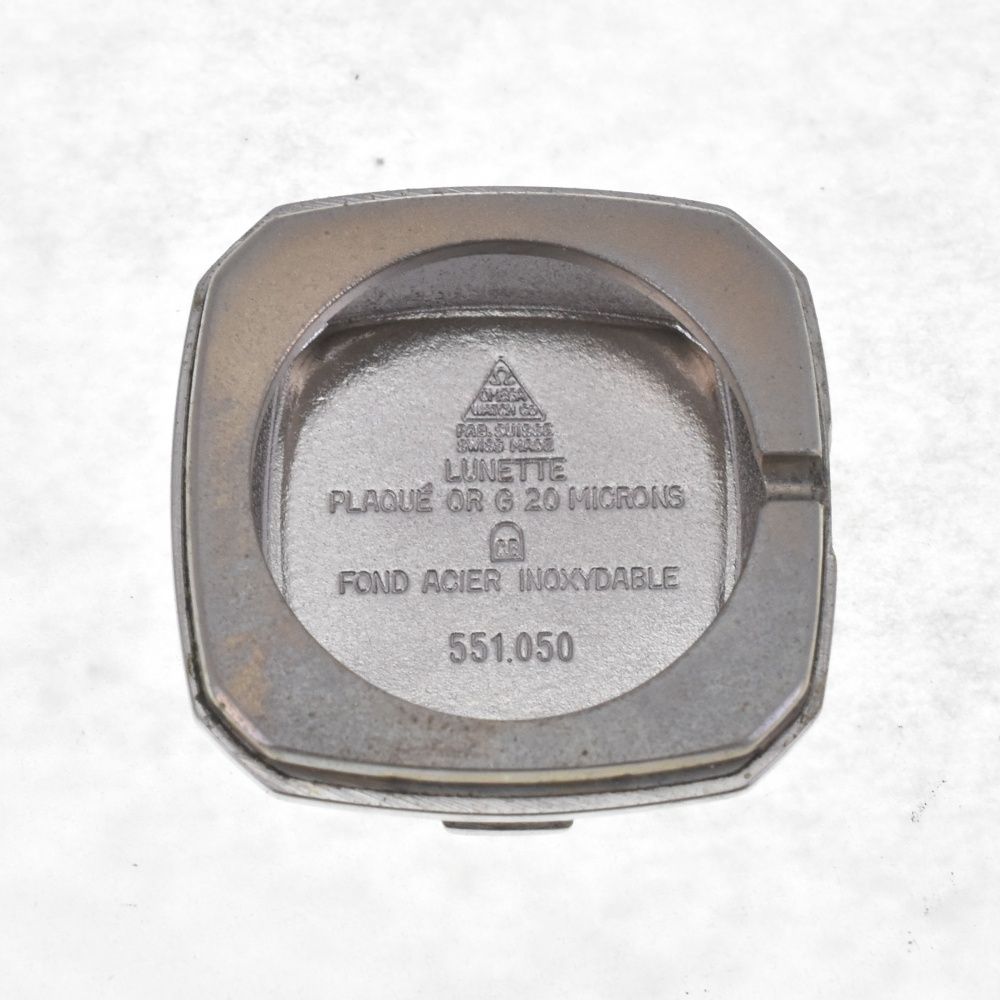 Ω
OMEGA
WATCH Co
FAB. SUISSE
SWISS MADE
LUNETTE
PLAQUÉ OR G 20 MICRONS
C.B
FOND ACIER INOXYDABLE
551.050